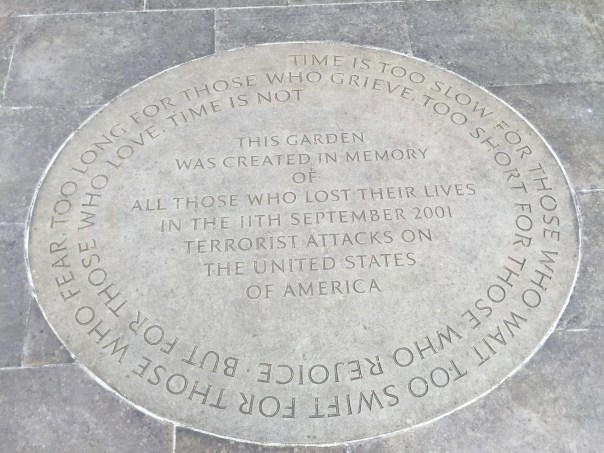 TIME IS TOO SLOW FOR THOSE WHO WAIT, TOO SWIFT FOR THOSE WHO FEAR TOO LONG FOR THOSE WHO GRIEVE, TOO SHORT FOR THOSE WHO REJOICE · BUT FOR THOSE WHO LOVE, TIME IS NOT
THIS GARDEN
WAS CREATED IN MEMORY
OF
ALL THOSE WHO LOST THEIR LIVES
IN THE 11TH SEPTEMBER 2001
TERRORIST ATTACKS ON
THE UNITED STATES
OF AMERICA